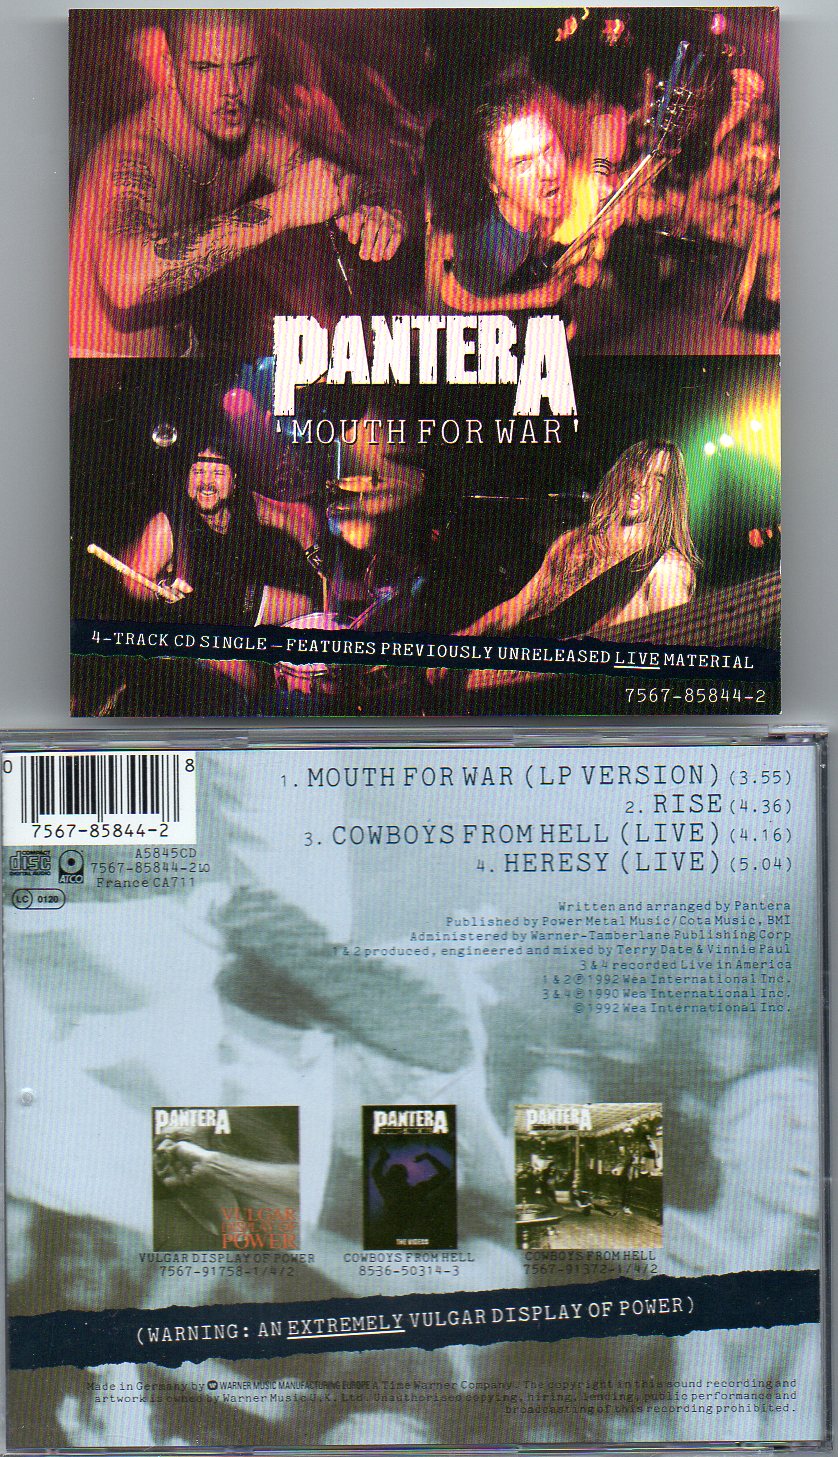 PANTERA
'MOUTH FOR WAR'
4-TRACK CD SINGLE – FEATURES PREVIOUSLY UNRELEASED LIVE MATERIAL
7567-85844-2
0 8
7567-85844-2
COMPACT
disc
DIGITAL AUDIO
ATCO
A5845CD
7567-85844-2LO
France CA711
LC 0120
1. MOUTH FOR WAR (LP VERSION) (3.55)
2. RISE (4.36)
3. COWBOYS FROM HELL (LIVE) (4.16)
4. HERESY (LIVE) (5.04)
Written and arranged by Pantera
Published by Power Metal Music/Cota Music, BMI
Administered by Warner-Tamberlane Publishing Corp
1 & 2 produced, engineered and mixed by Terry Date & Vinnie Paul
3 & 4 recorded Live in America
1 & 2 ℗ 1992 Wea International Inc.
3 & 4 ℗ 1990 Wea International Inc.
© 1992 Wea International Inc.
PANTERA
VULGAR
DISPLAY OF
POWER
VULGAR DISPLAY OF POWER
7567-91758-1/4/2
PANTERA
THE VIDEOS
COWBOYS FROM HELL
8536-50314-3
PANTERA
COWBOYS FROM HELL
7567-91372-1/4/2
(WARNING: AN EXTREMELY VULGAR DISPLAY OF POWER)
Made in Germany by WARNER MUSIC MANUFACTURING EUROPE A Time Warner Company. The copyright in this sound recording and
artwork is owned by Warner Music U.K. Ltd. Unauthorised copying, hiring, lending, public performance and
broadcasting of this recording prohibited.